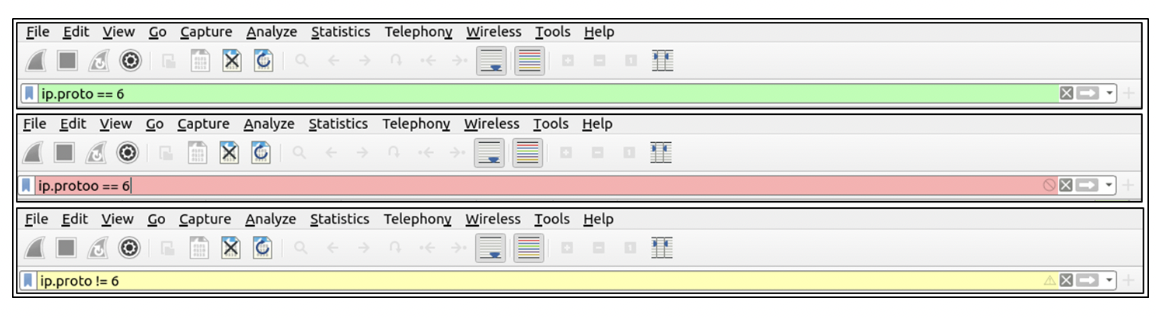 File Edit View Go Capture Analyze Statistics Telephony Wireless Tools Help
ip.proto == 6
File Edit View Go Capture Analyze Statistics Telephony Wireless Tools Help
ip.protoo == 6
File Edit View Go Capture Analyze Statistics Telephony Wireless Tools Help
ip.proto != 6